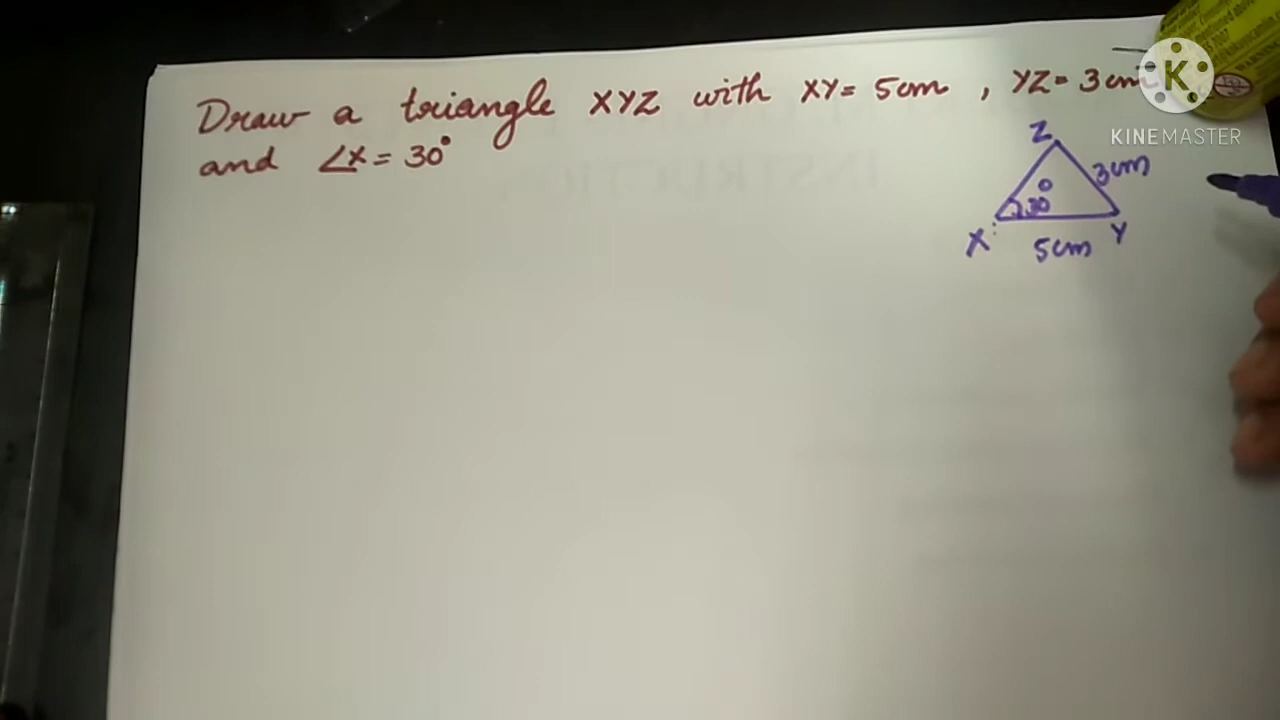 Draw a triangle XYZ with XY= 5cm , YZ= 3cm
and ∠X = 30°
Z
3cm
30°
X
Y
5cm
K
KINEMASTER